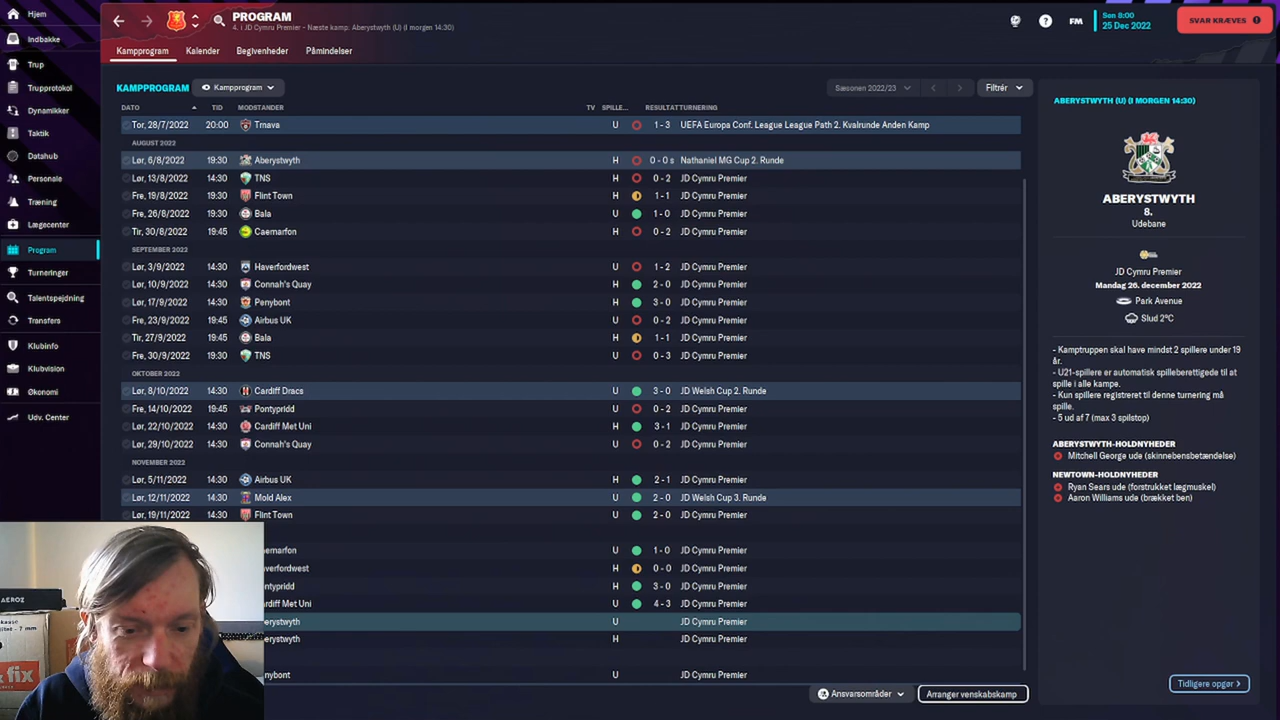 Hjem
Indbakke
Trup
Trupprotokol
Dynamikker
Taktik
Datahub
Personale
Træning
Lægecenter
Program
Turneringer
Talentspejdning
Transfers
Klubinfo
Klubvision
Økonomi
Udv. Center
PROGRAM
4. i JD Cymru Premier - Næste kamp: Aberystwyth (U) (I morgen 14:30)
FM
Søn 8:00
25 Dec 2022
SVAR KRÆVES
Kampprogram Kalender Begivenheder Påmindelser
KAMPPROGRAM Kampprogram Sæsonen 2022/23 Filtrér
DATO TID MODSTANDER TV SPILLE... RESULTAT TURNERING
Tor, 28/7/2022 20:00 Trnava U 1 - 3 UEFA Europa Conf. League League Path 2. Kvalrunde Anden Kamp
AUGUST 2022
Lør, 6/8/2022 19:30 Aberystwyth H 0 - 0 s Nathaniel MG Cup 2. Runde
Lør, 13/8/2022 14:30 TNS H 0 - 2 JD Cymru Premier
Fre, 19/8/2022 19:30 Flint Town H 1 - 1 JD Cymru Premier
Fre, 26/8/2022 19:30 Bala U 1 - 0 JD Cymru Premier
Tir, 30/8/2022 19:45 Caernarfon H 0 - 2 JD Cymru Premier
SEPTEMBER 2022
Lør, 3/9/2022 14:30 Haverfordwest U 1 - 2 JD Cymru Premier
Lør, 10/9/2022 14:30 Connah's Quay H 2 - 0 JD Cymru Premier
Lør, 17/9/2022 14:30 Penybont H 3 - 0 JD Cymru Premier
Fre, 23/9/2022 19:45 Airbus UK U 0 - 2 JD Cymru Premier
Tir, 27/9/2022 19:45 Bala H 1 - 1 JD Cymru Premier
Fre, 30/9/2022 19:30 TNS U 0 - 3 JD Cymru Premier
OKTOBER 2022
Lør, 8/10/2022 14:30 Cardiff Dracs U 3 - 0 JD Welsh Cup 2. Runde
Fre, 14/10/2022 19:45 Pontypridd U 0 - 2 JD Cymru Premier
Lør, 22/10/2022 14:30 Cardiff Met Uni H 3 - 1 JD Cymru Premier
Lør, 29/10/2022 14:30 Connah's Quay U 0 - 2 JD Cymru Premier
NOVEMBER 2022
Lør, 5/11/2022 14:30 Airbus UK H 2 - 1 JD Cymru Premier
Lør, 12/11/2022 14:30 Mold Alex U 2 - 0 JD Welsh Cup 3. Runde
Lør, 19/11/2022 14:30 Flint Town U 2 - 0 JD Cymru Premier
ernarfon U 1 - 0 JD Cymru Premier
verfordwest H 0 - 0 JD Cymru Premier
ntypridd H 3 - 0 JD Cymru Premier
rdiff Met Uni U 4 - 3 JD Cymru Premier
erystwyth U JD Cymru Premier
erystwyth H JD Cymru Premier
nybont U JD Cymru Premier
Ansvarsområder Arranger venskabskamp
ABERYSTWYTH (U) (I MORGEN 14:30)
ABERYSTWYTH
8.
Udebane
JD Cymru Premier
Mandag 26. december 2022
Park Avenue
Slud 2°C
- Kamptruppen skal have mindst 2 spillere under 19
år.
- U21-spillere er automatisk spilleberettigede til at
spille i alle kampe.
- Kun spillere registreret til denne turnering må
spille.
- 5 ud af 7 (max 3 spilstop)
ABERYSTWYTH-HOLDNYHEDER
Mitchell George ude (skinnebensbetændelse)
NEWTOWN-HOLDNYHEDER
Ryan Sears ude (forstrukket lægmuskel)
Aaron Williams ude (brækket ben)
Tidligere opgør
AEROZ
fix